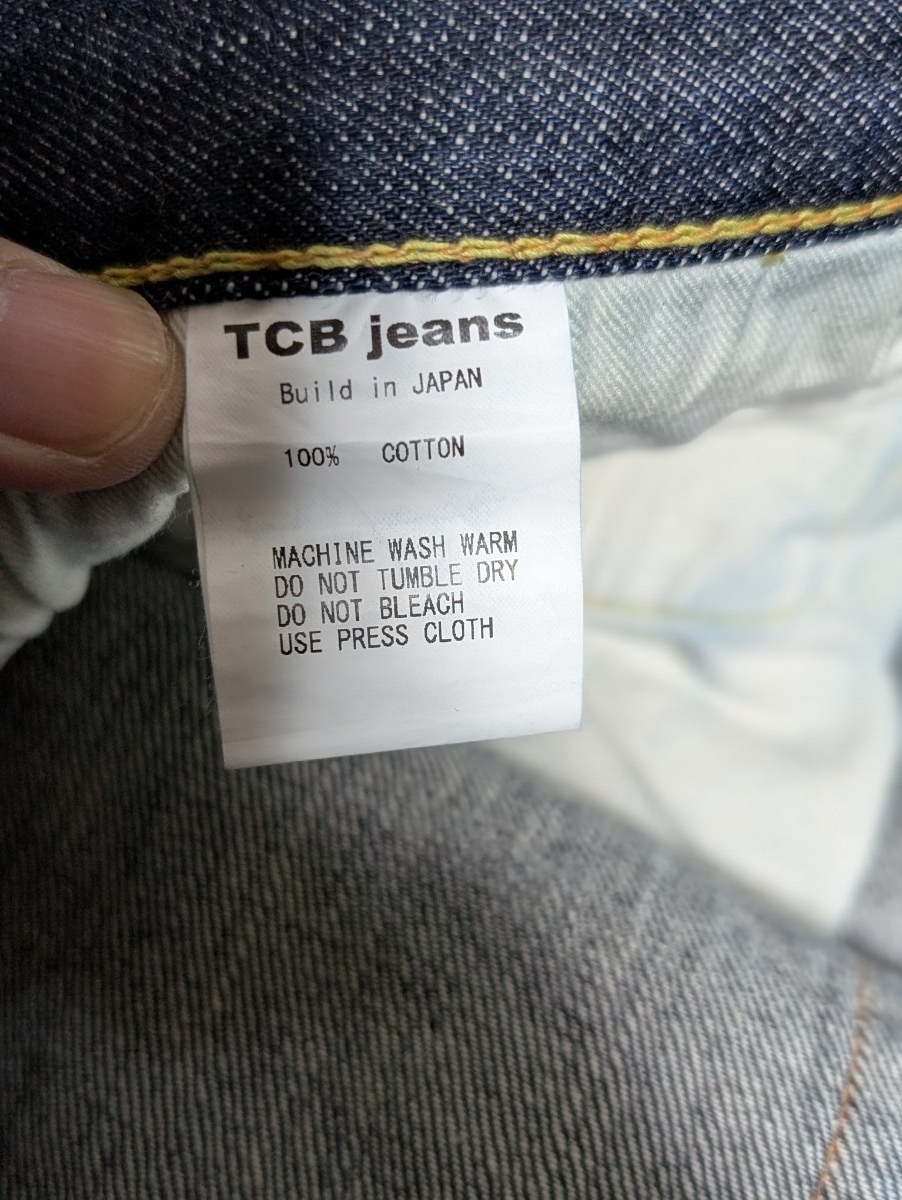 TCB jeans
Build in JAPAN
100% COTTON
MACHINE WASH WARM
DO NOT TUMBLE DRY
DO NOT BLEACH
USE PRESS CLOTH